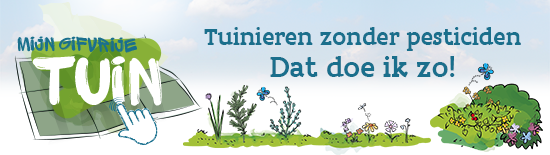 MIJN GIFVRIJE
TUIN
Tuinieren zonder pesticiden
Dat doe ik zo!